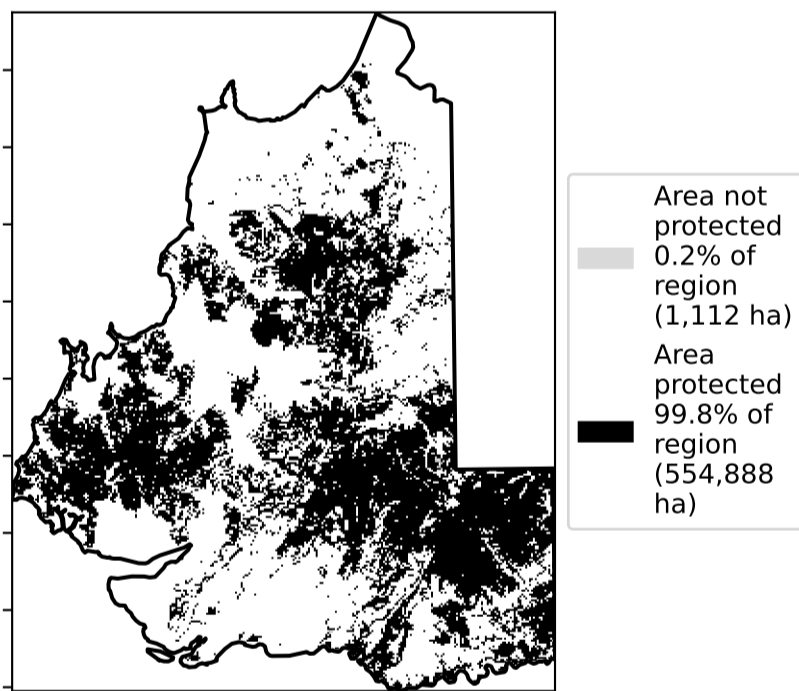 Area not
protected
0.2% of
region
(1,112 ha)
Area
protected
99.8% of
region
(554,888
ha)